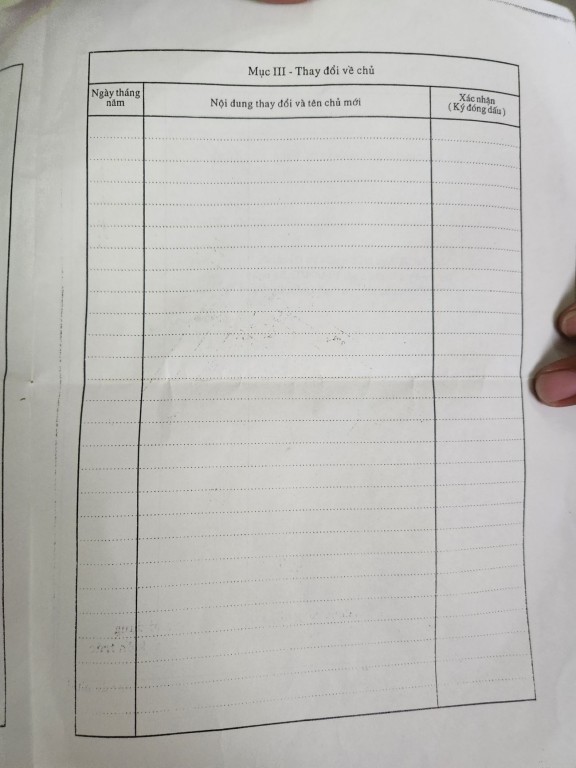 Mục III - Thay đổi về chủ
Ngày tháng
năm
Nội dung thay đổi và tên chủ mới
Xác nhận
(Ký đóng dấu)